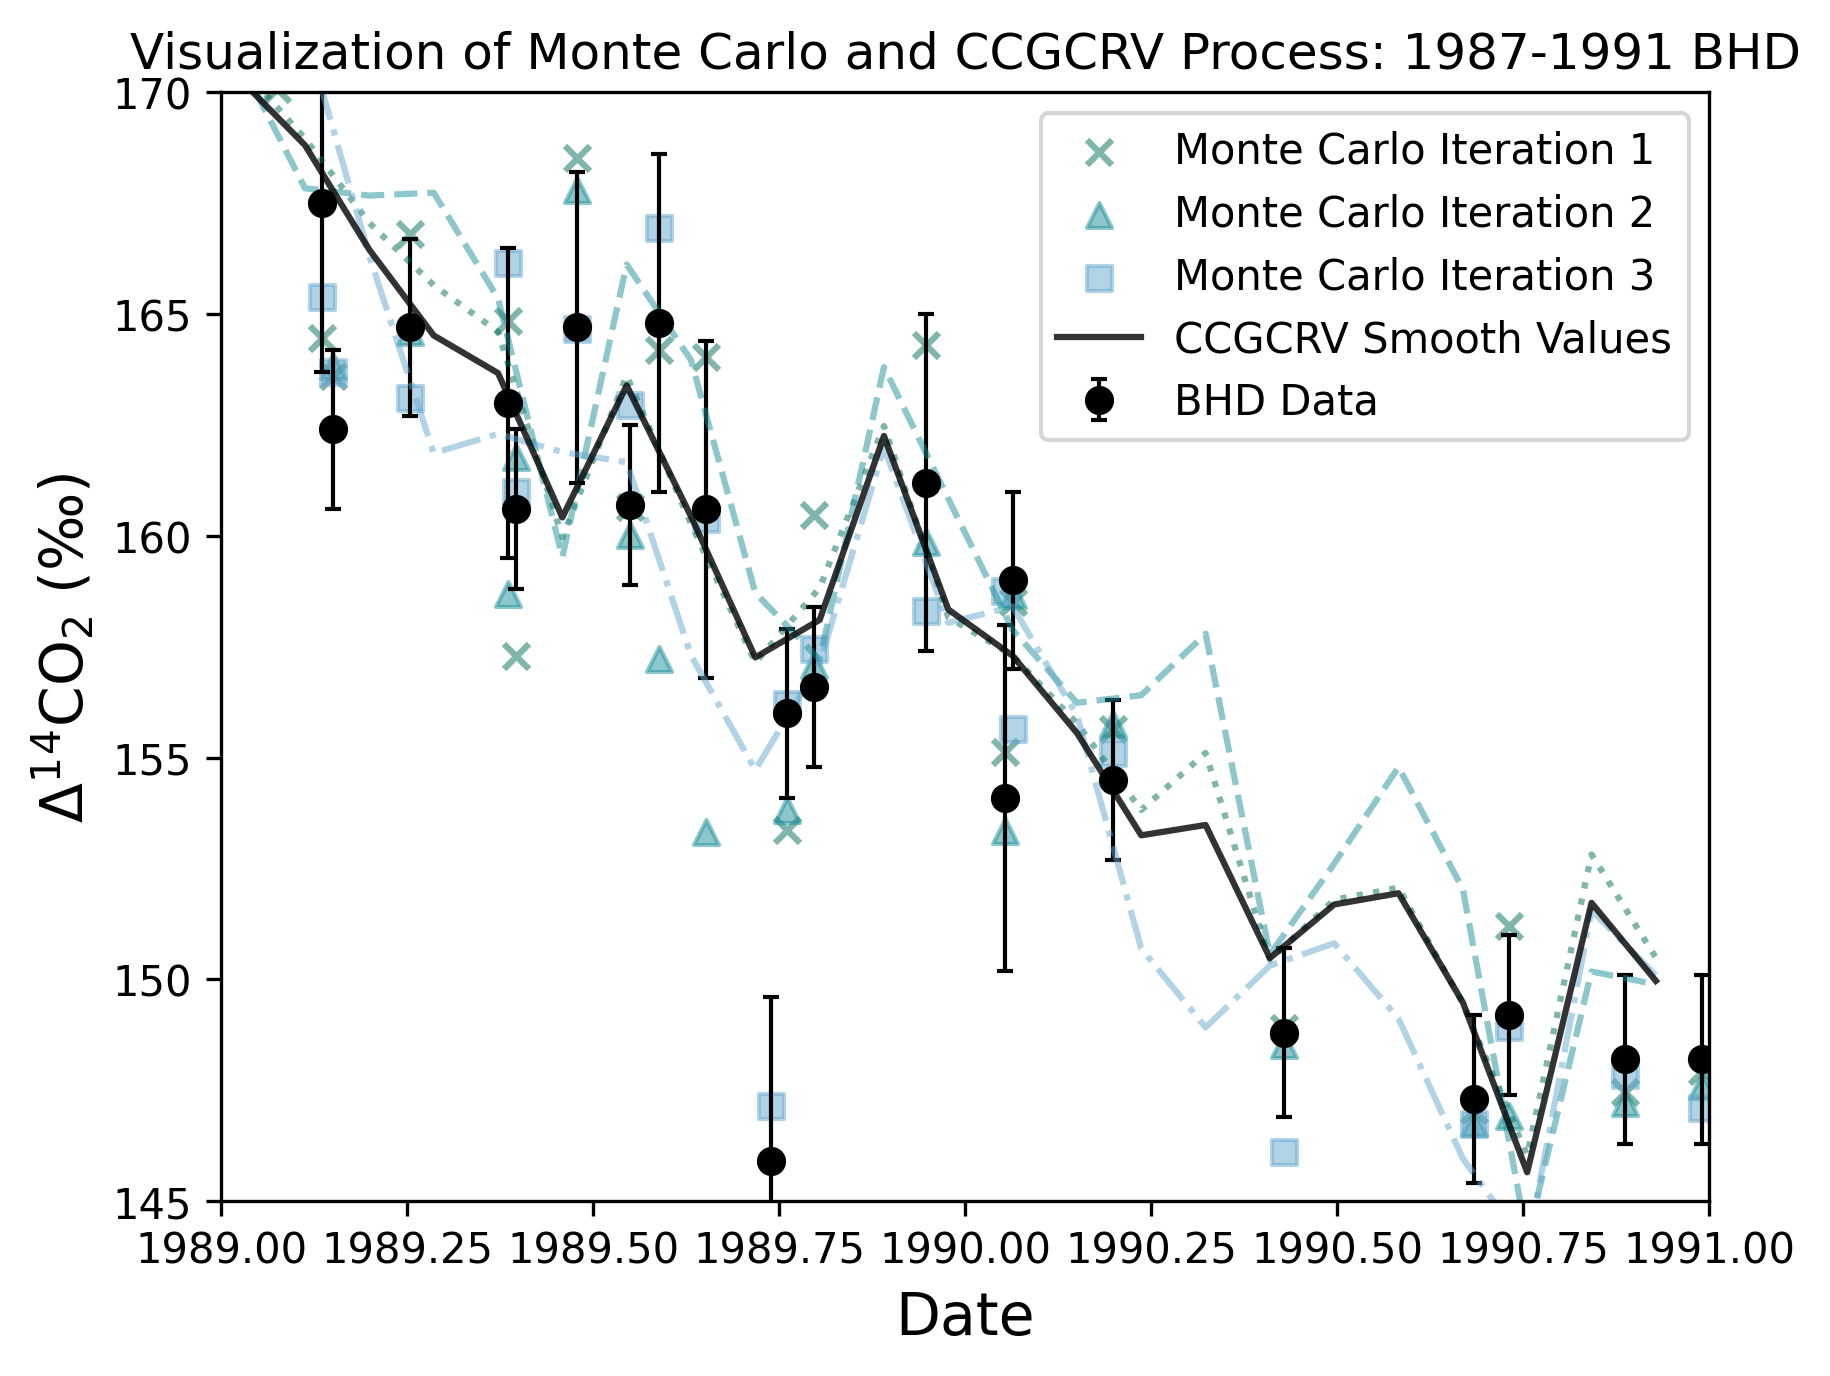 Visualization of Monte Carlo and CCGCRV Process: 1987-1991 BHD
170
165
160
155
150
145
Δ¹⁴CO₂ (‰)
Monte Carlo Iteration 1
Monte Carlo Iteration 2
Monte Carlo Iteration 3
CCGCRV Smooth Values
BHD Data
1989.00 1989.25 1989.50 1989.75 1990.00 1990.25 1990.50 1990.75 1991.00
Date